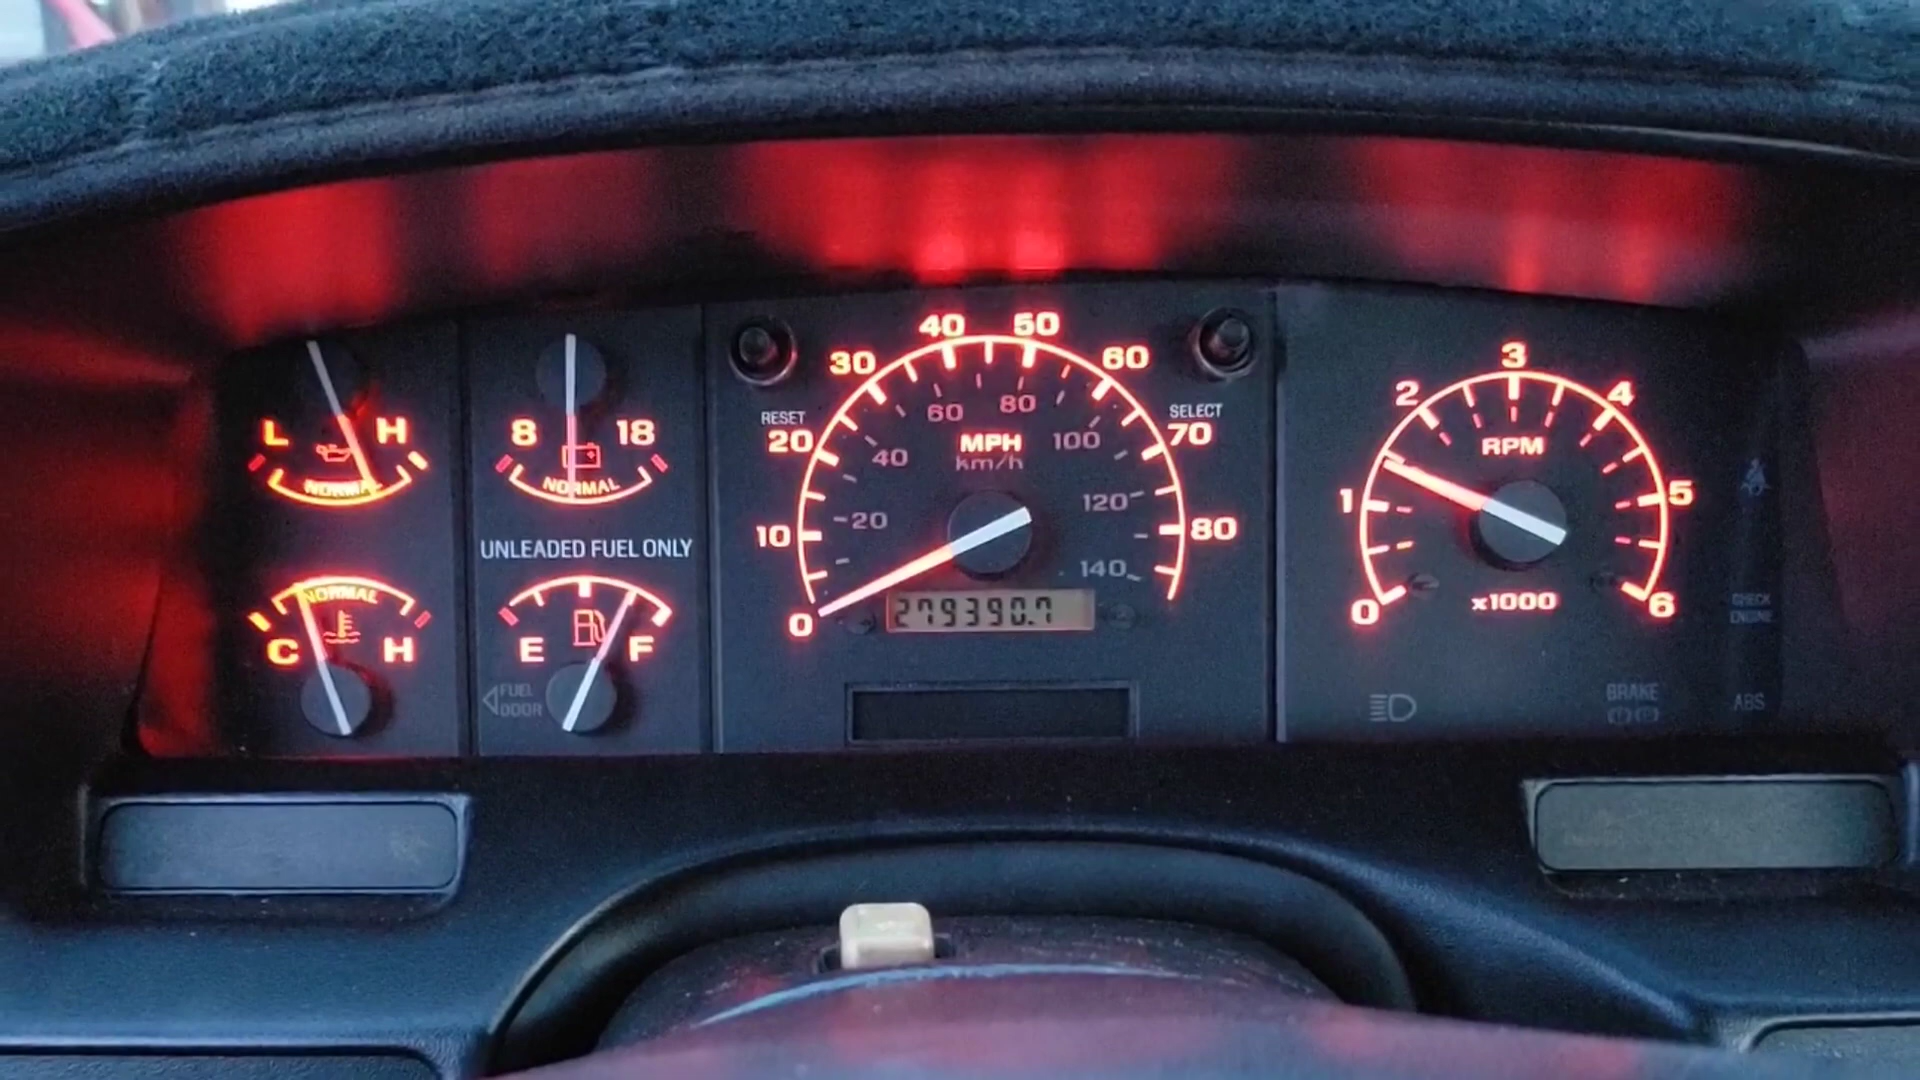 L H
NORMAL
C H
NORMAL
8 18
NORMAL
UNLEADED FUEL ONLY
E F
FUEL
DOOR
RESET
SELECT
0 10 20 30 40 50 60 70 80
20 40 60 80 100 120 140
MPH
km/h
279390.7
0 1 2 3 4 5 6
RPM
x1000
CHECK
ENGINE
BRAKE
ABS